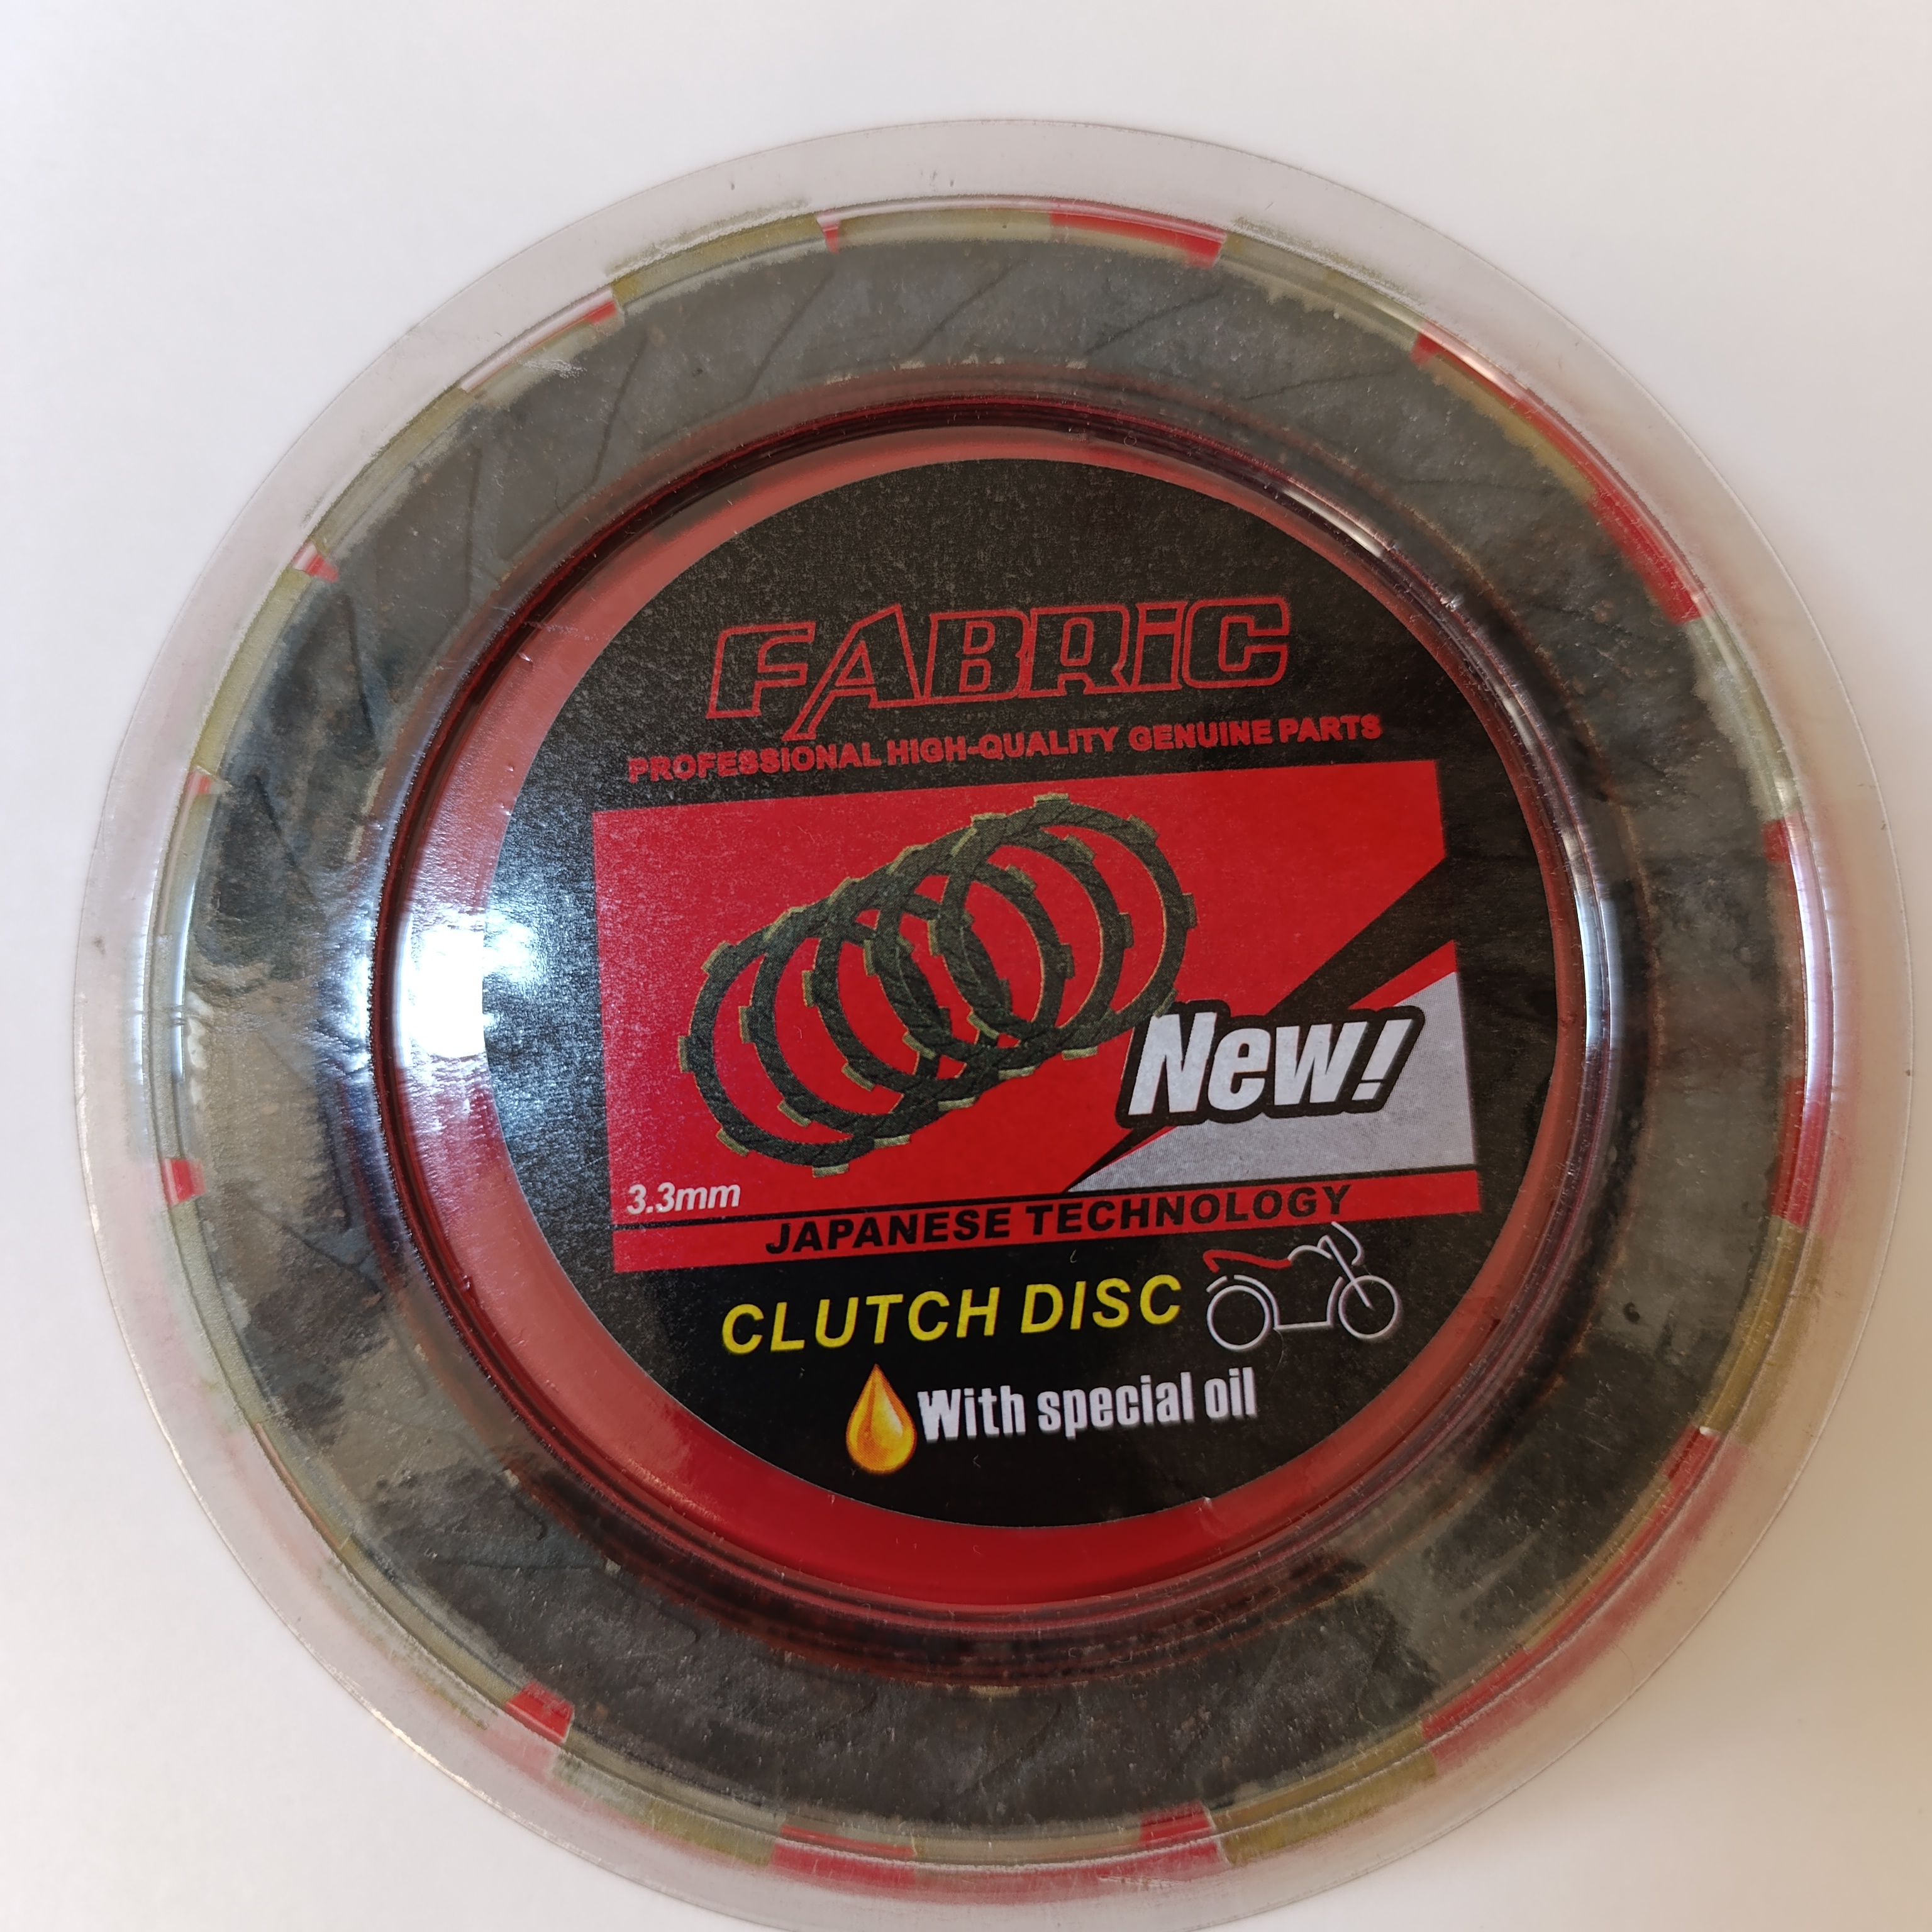 FABRiC
PROFESSIONAL HIGH-QUALITY GENUINE PARTS
New!
3.3mm
JAPANESE TECHNOLOGY
CLUTCH DISC
With special oil